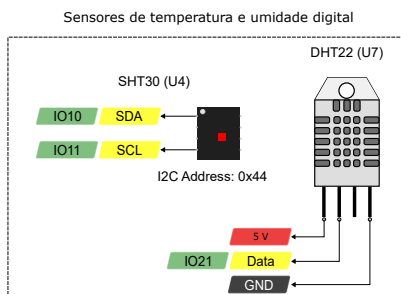 Sensores de temperatura e umidade digital
DHT22 (U7)
SHT30 (U4)
IO10 SDA
IO11 SCL
I2C Address: 0x44
5 V
IO21 Data
GND